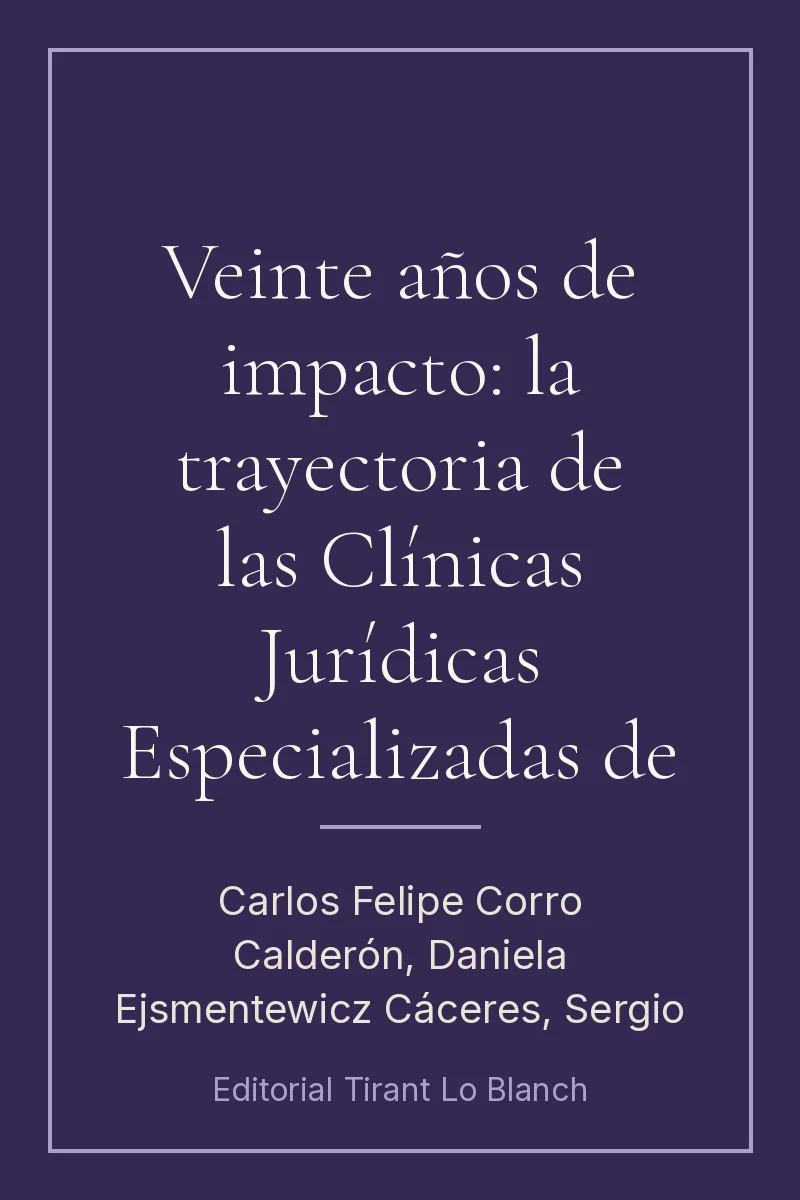 Veinte años de
impacto: la
trayectoria de
las Clínicas
Jurídicas
Especializadas de
Carlos Felipe Corro
Calderón, Daniela
Ejsmentewicz Cáceres, Sergio
Editorial Tirant Lo Blanch